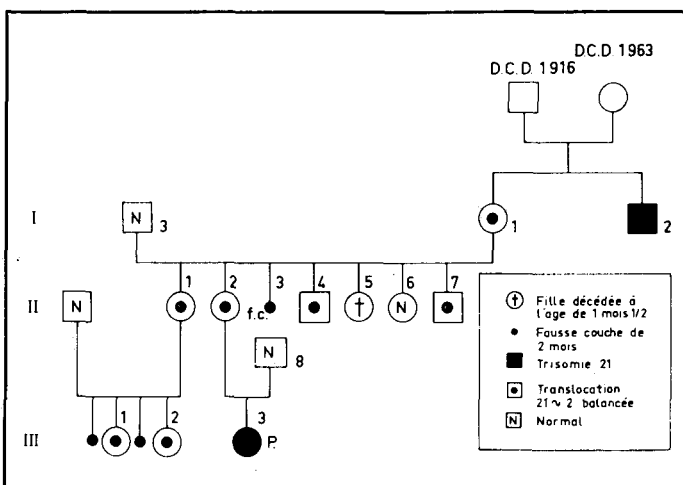 D.C.D. 1963
D.C.D. 1916
I
N
3
1
2
1
2
3
4
5
6
7
II
N
f.c.
†
N
N
8
1
2
3
III
P.
† Fille décédée à
l'age de 1 mois 1/2
Fausse couche de
2 mois
Trisomie 21
Translocation
21 ~ 2 balancée
N Normal